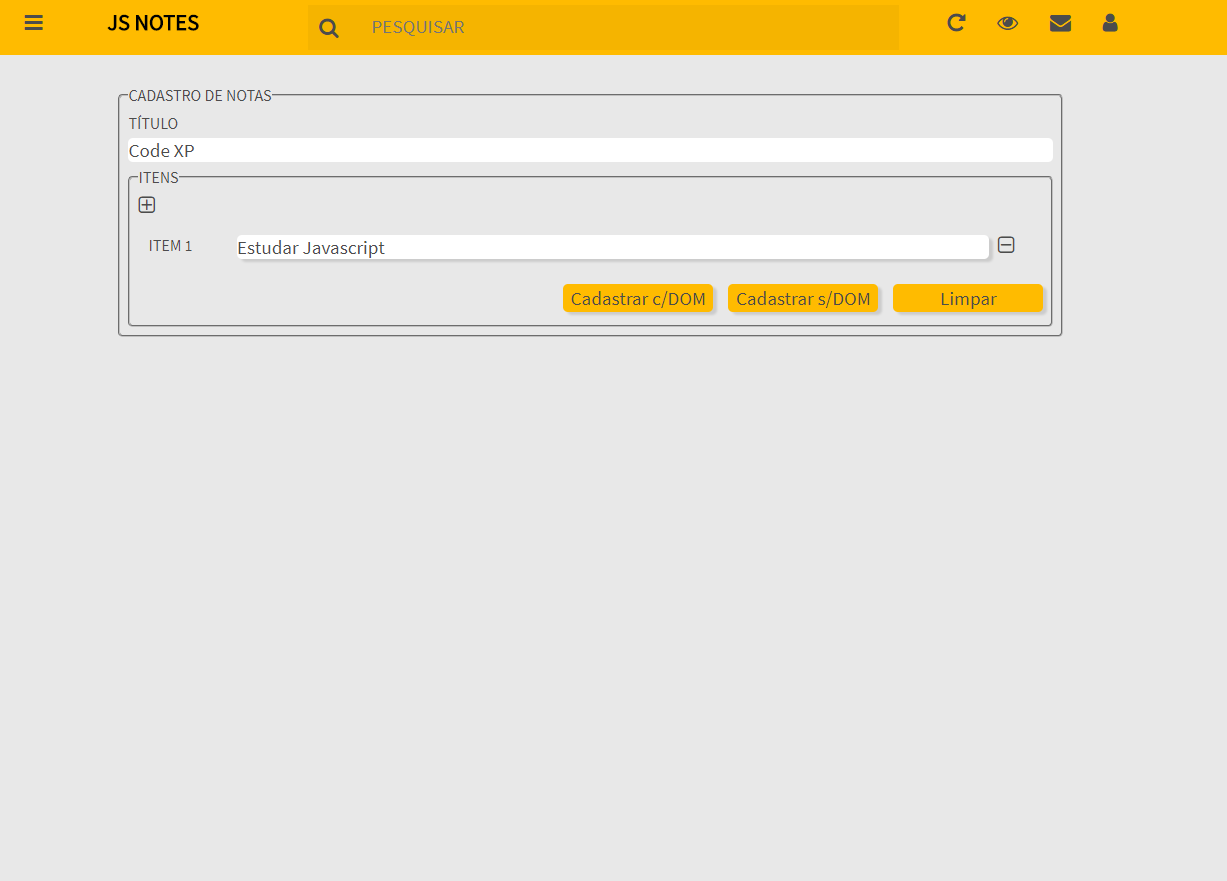 JS NOTES
PESQUISAR
CADASTRO DE NOTAS
TÍTULO
Code XP
ITENS
ITEM 1 Estudar Javascript
Cadastrar c/DOM Cadastrar s/DOM Limpar